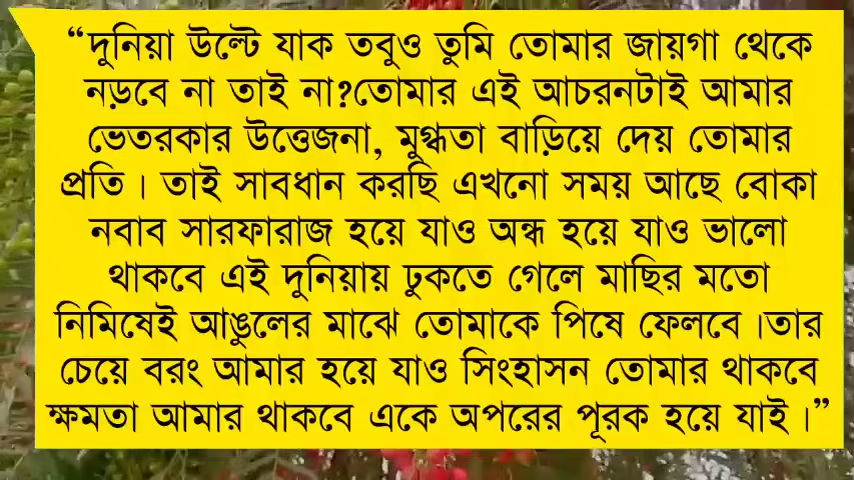 “দুনিয়া উল্টে যাক তবুও তুমি তোমার জায়গা থেকে
নড়বে না তাই না?তোমার এই আচরনটাই আমার
ভেতরকার উত্তেজনা, মুগ্ধতা বাড়িয়ে দেয় তোমার
প্রতি। তাই সাবধান করছি এখনো সময় আছে বোকা
নবাব সারফারাজ হয়ে যাও অন্ধ হয়ে যাও ভালো
থাকবে এই দুনিয়ায় ঢুকতে গেলে মাছির মতো
নিমিষেই আঙুলের মাঝে তোমাকে পিষে ফেলবে।তার
চেয়ে বরং আমার হয়ে যাও সিংহাসন তোমার থাকবে
ক্ষমতা আমার থাকবে একে অপরের পূরক হয়ে যাই।”